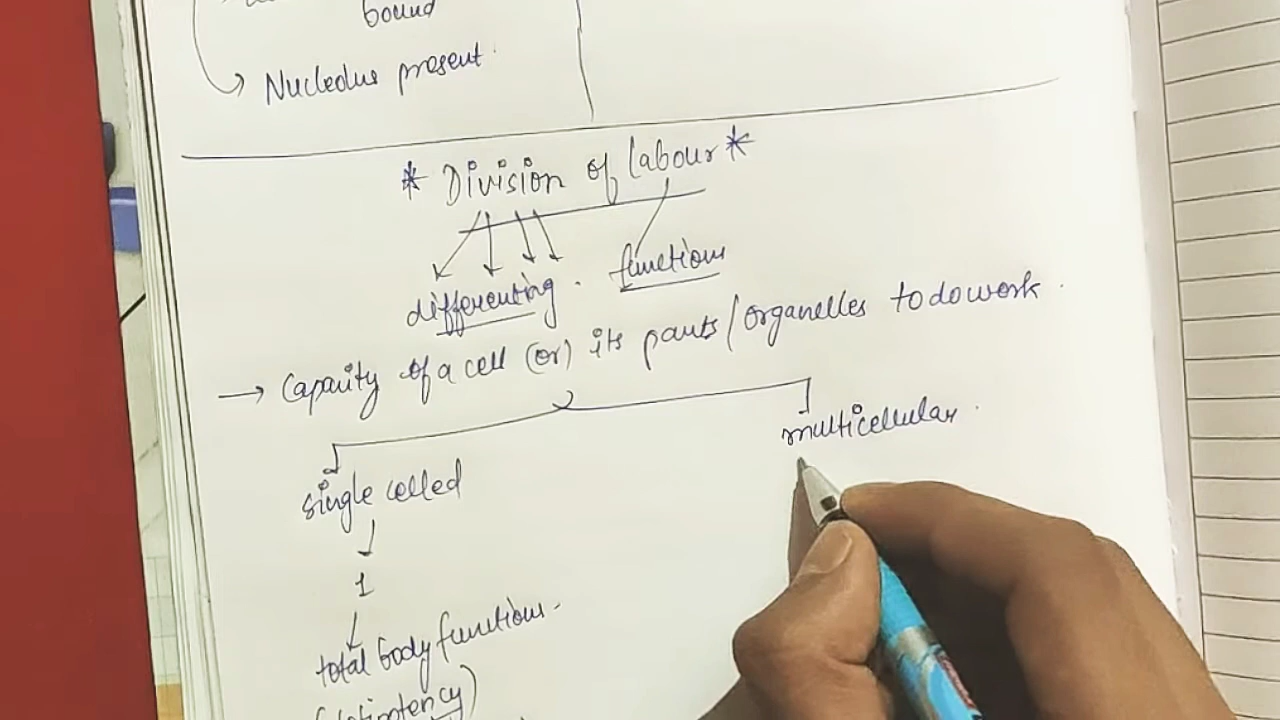 bound
Nucleolus present.
* Division of labour *
differenting. functions
→ Capacity of a cell (or) its parts/organelles to do work.
single celled
multicellular.
1
total body functions.